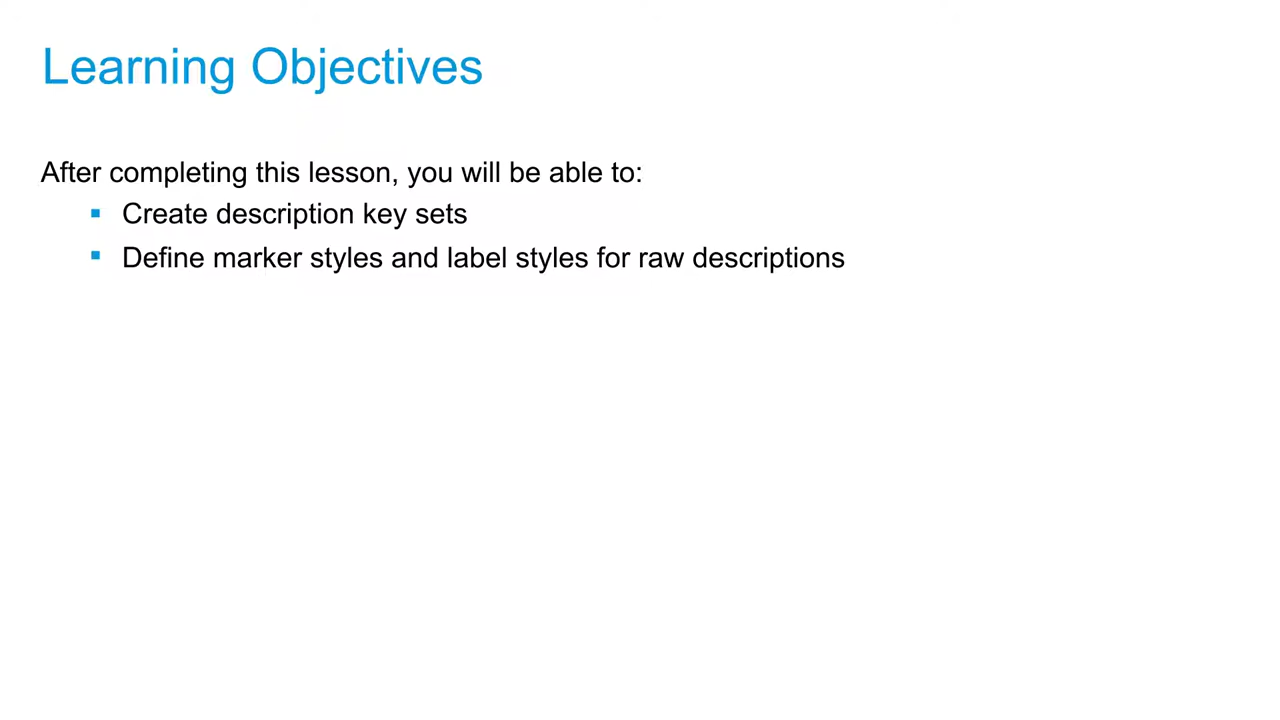 Learning Objectives
After completing this lesson, you will be able to:
▪ Create description key sets
▪ Define marker styles and label styles for raw descriptions